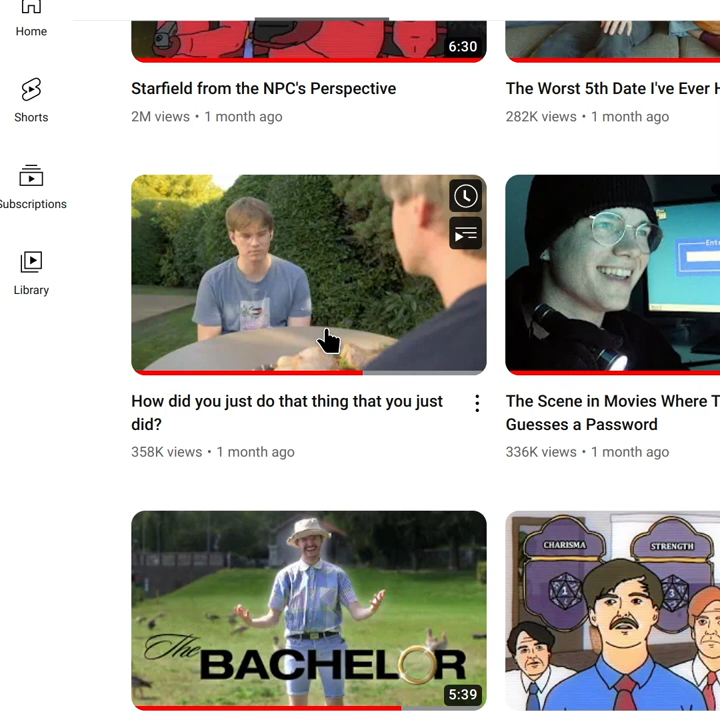 Home
Shorts
Subscriptions
Library
6:30
Starfield from the NPC's Perspective
2M views • 1 month ago
The Worst 5th Date I've Ever H
282K views • 1 month ago
How did you just do that thing that you just
did?
358K views • 1 month ago
Ent
The Scene in Movies Where T
Guesses a Password
336K views • 1 month ago
The
BACHELOR
5:39
CHARISMA
STRENGTH
1
1